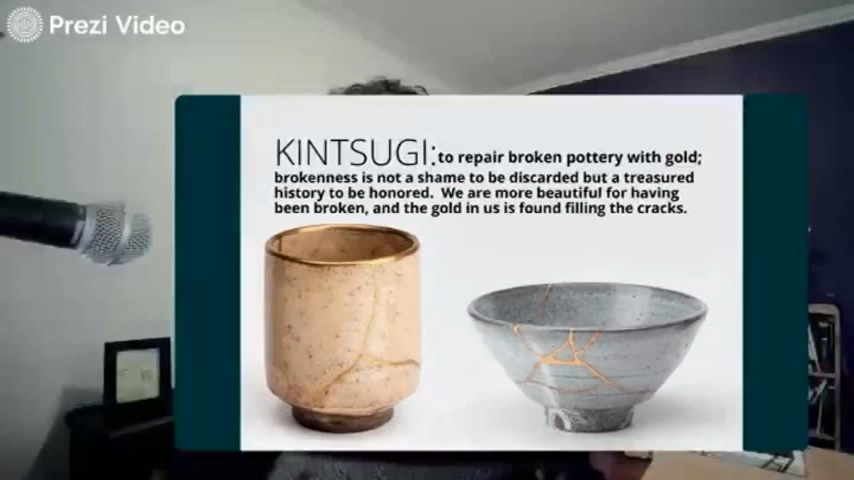 Prezi Video
KINTSUGI: to repair broken pottery with gold;
brokenness is not a shame to be discarded but a treasured
history to be honored. We are more beautiful for having
been broken, and the gold in us is found filling the cracks.